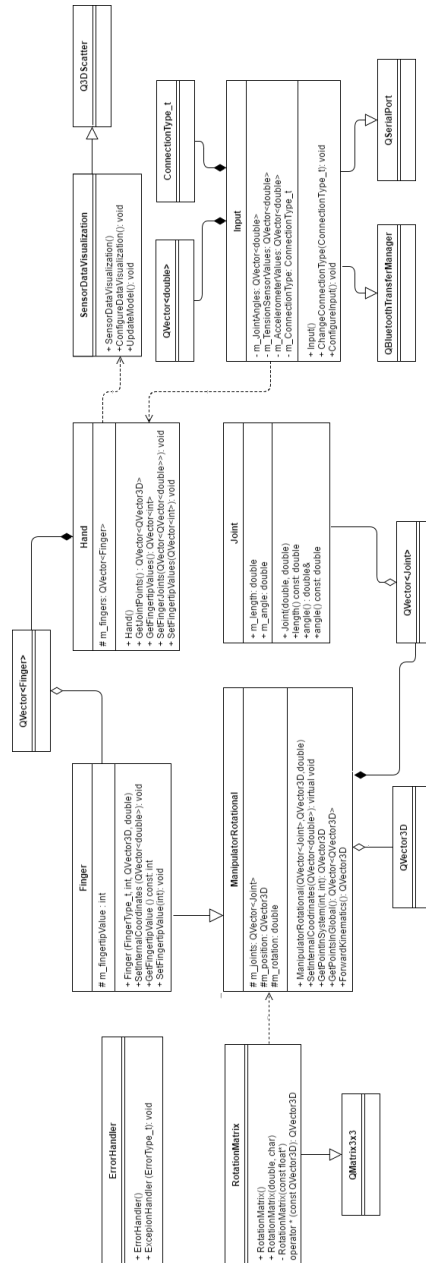 ErrorHandler
+ ErrorHandler()
+ ExcepionHandler (ErrorType_t): void
Finger
# m_fingertipValue : int
+ Finger (FingerType_t, int, QVector3D, double)
+SetInternalCoordinates (QVector<double>): void
+GetFingertipValue () const: int
+ SetFingertipValue(int): void
QVector<Finger>
Hand
# m_fingers: QVector<Finger>
+ Hand()
+ GetJointPoints() : QVector<QVector3D>
+ GetFingertipValues(): QVector<int>
+ SetFingerJoints(QVector<QVector<double>>): void
+ SetFingertipValues(QVector<int>): void
SensorDataVisualization
+ SensorDataVisualization()
+ConfigureDataVisualization(): void
+UpdateModel(): void
Q3DScatter
RotationMatrix
+ RotationMatrix()
+ RotationMatrix(double, char)
- RotationMatrix(const float*)
operator * (const QVector3D): QVector3D
QMatrix3x3
ManipulatorRotational
# m_joints: QVector<Joint>
#m_position: QVector3D
#m_rotation: double
+ ManipulatorRotational(QVector<Joint>,QVector3D,double)
+SetInternalCoordinates(QVector<double>): virtual void
+GetPointInSystem(int, int): QVector3D
+GetPointsInGlobal(): QVector<QVector3D>
+ForwardKinematics(): QVector3D
QVector3D
Joint
+ m_length: double
+ m_angle: double
+ Joint(double, double)
+length() const: double
+angle() : double&
+angle() const: double
QVector<Joint>
QVector<double>
ConnectionType_t
Input
- m_JointAngles: QVector<double>
- m_TensionSensorValues: QVector<double>
- m_AccelerometerValues: QVector<double>
- m_ConnectionType: ConnectionType_t
+ Input()
+ ChangeConnectionType(ConnectionType_t): void
+ConfigureInput(): void
QBluetoothTransferManager
QSerialPort